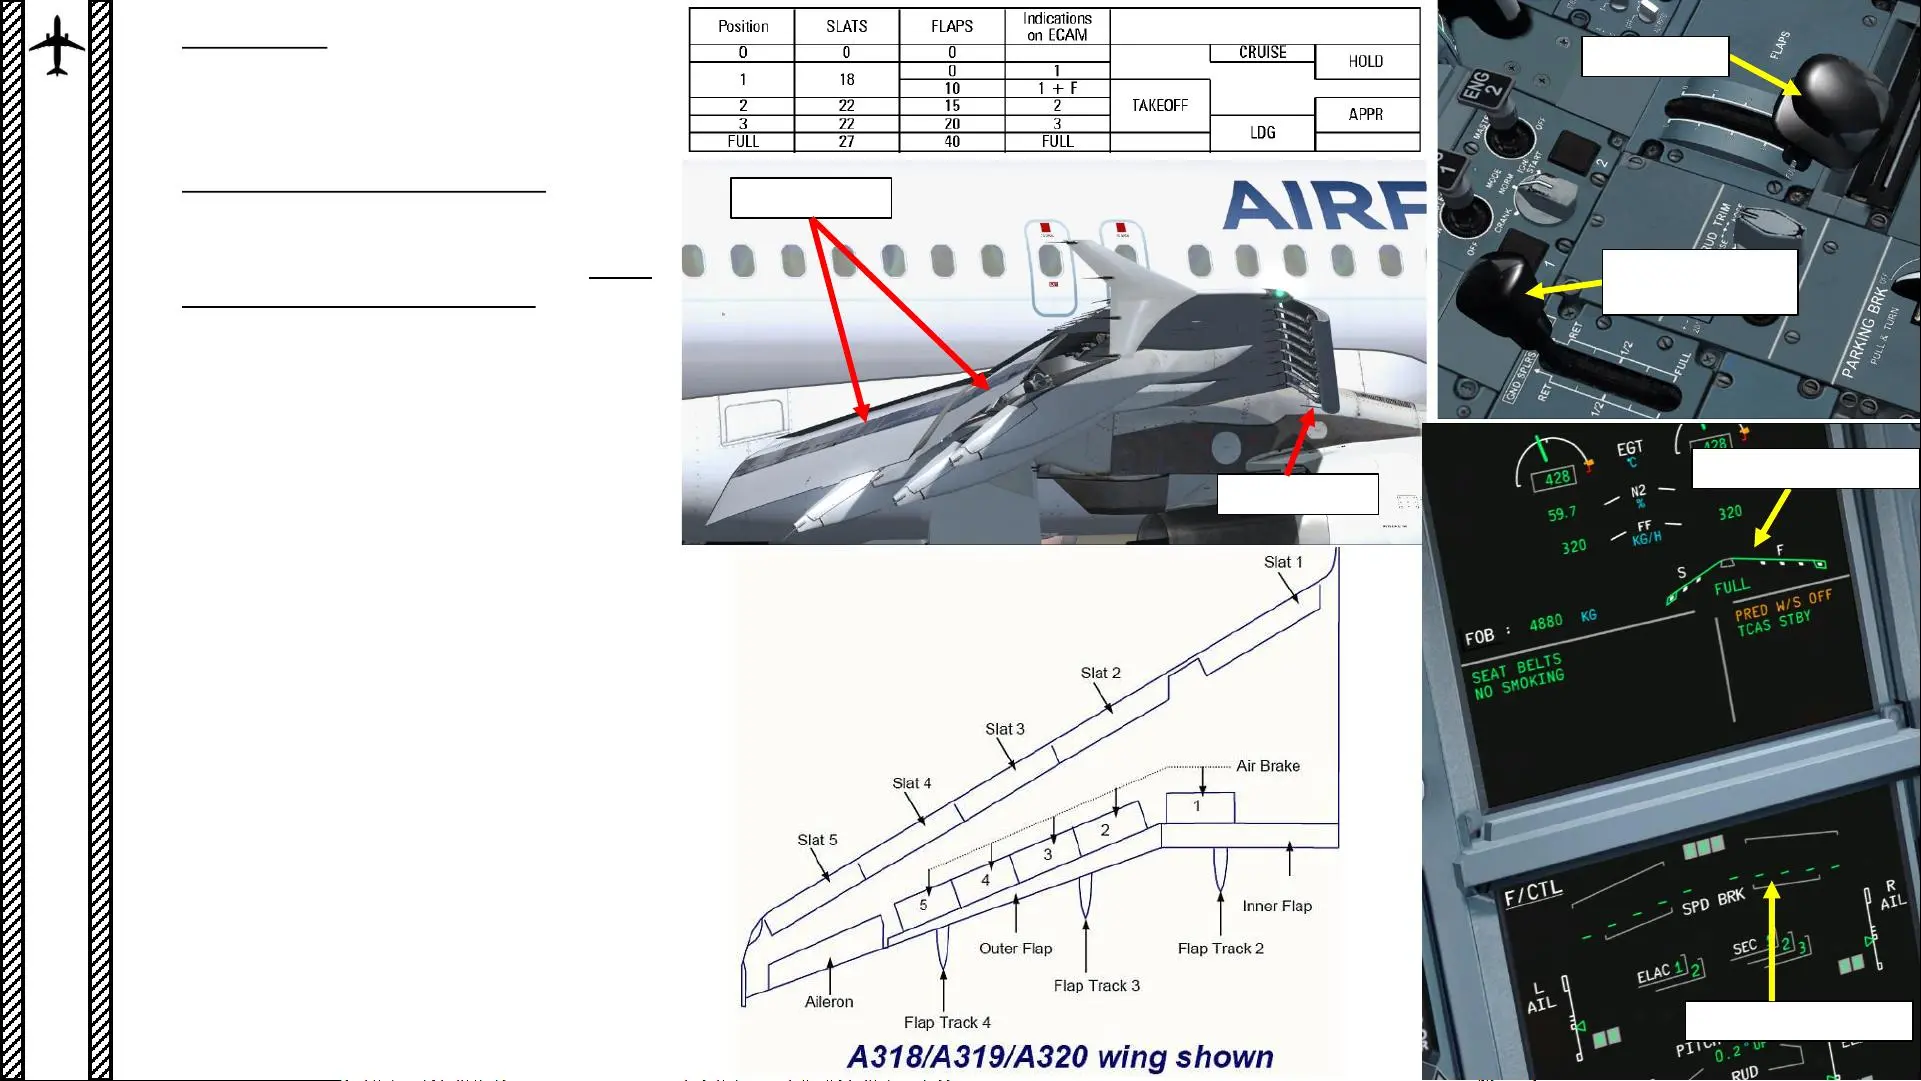 Position SLATS FLAPS Indications on ECAM
0 0 0 CRUISE HOLD
1 18 0 1
10 1 + F TAKEOFF
2 22 15 2 APPR
3 22 20 3 LDG
FULL 27 40 FULL
AIRF
Slat 1
Slat 2
Slat 3
Slat 4
Slat 5
Air Brake
1
2
3
4
5
Inner Flap
Outer Flap
Flap Track 2
Flap Track 3
Aileron
Flap Track 4
A318/A319/A320 wing shown
FLAPS
ENG 2
OFF
2
MODE NORM
START
CRANK
OFF
1
RUD TRIM
PARKING BRK
PULL & TURN
RET
1/2
FULL
GND SPLRS
RET
1/2
428 EGT °C 428
59.7 N2 %
320 FF KG/H 320
S F
FULL
FOB : 4880 KG
PRED W/S OFF
TCAS STBY
SEAT BELTS
NO SMOKING
F/CTL
SPD BRK
R AIL
ELAC 1 2
SEC 2 3
L AIL
PITCH
0.2° UP
RUD